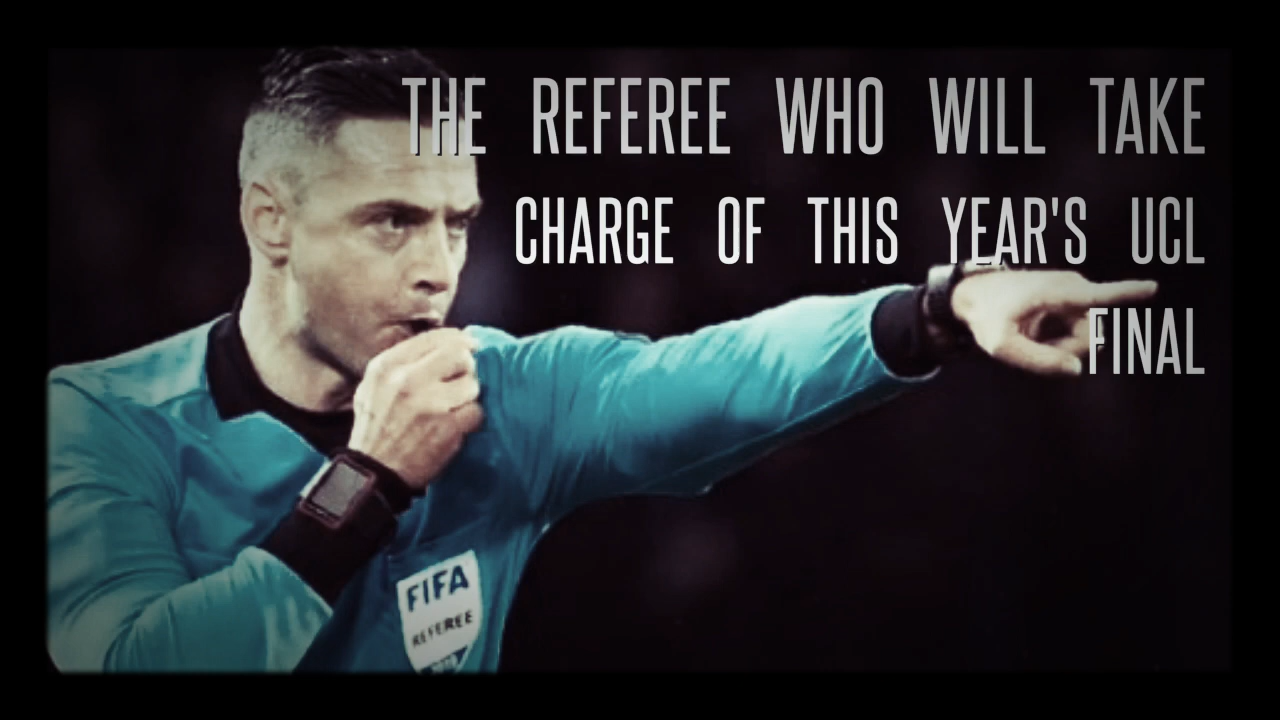 THE REFEREE WHO WILL TAKE
CHARGE OF THIS YEAR'S UCL
FINAL
FIFA
REFEREE